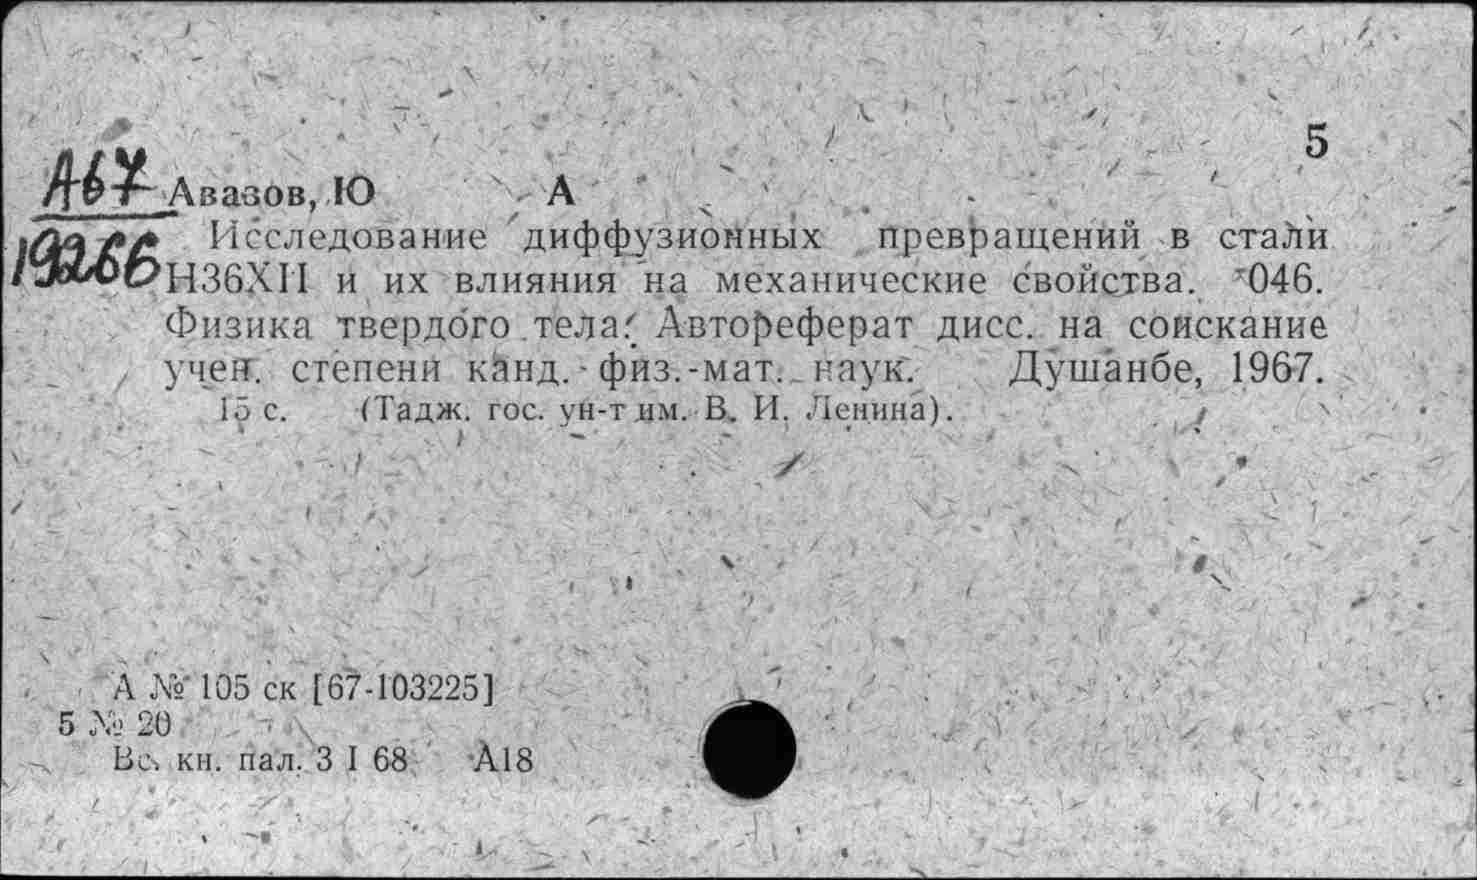 5
А67 Авазов, Ю А
19266 Исследование диффузионных превращений в стали
Н36ХН и их влияния на механические свойства. 046.
Физика твердого тела. Автореферат дисс. на соискание
учен. степени канд. физ.-мат. наук. Душанбе, 1967.
15 с. (Тадж. гос. ун-т им. В. И. Ленина).
А № 105 ск [67-103225]
5 № 20
Вс. кн. пал. 3 I 68 А18